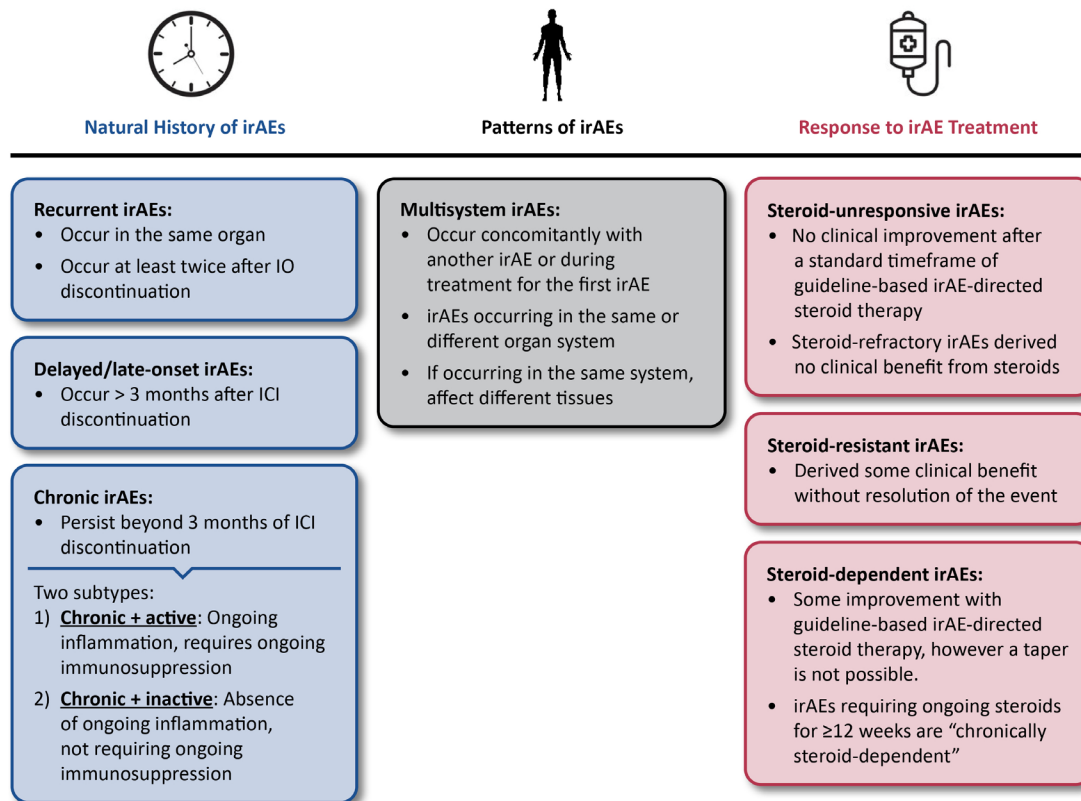 Natural History of irAEs
Patterns of irAEs
Response to irAE Treatment
Recurrent irAEs:
• Occur in the same organ
• Occur at least twice after IO
discontinuation
Delayed/late-onset irAEs:
• Occur > 3 months after ICI
discontinuation
Chronic irAEs:
• Persist beyond 3 months of ICI
discontinuation
Two subtypes:
1) Chronic + active: Ongoing
inflammation, requires ongoing
immunosuppression
2) Chronic + inactive: Absence
of ongoing inflammation,
not requiring ongoing
immunosuppression
Multisystem irAEs:
• Occur concomitantly with
another irAE or during
treatment for the first irAE
• irAEs occurring in the same or
different organ system
• If occurring in the same system,
affect different tissues
Steroid-unresponsive irAEs:
• No clinical improvement after
a standard timeframe of
guideline-based irAE-directed
steroid therapy
• Steroid-refractory irAEs derived
no clinical benefit from steroids
Steroid-resistant irAEs:
• Derived some clinical benefit
without resolution of the event
Steroid-dependent irAEs:
• Some improvement with
guideline-based irAE-directed
steroid therapy, however a taper
is not possible.
• irAEs requiring ongoing steroids
for ≥12 weeks are “chronically
steroid-dependent”